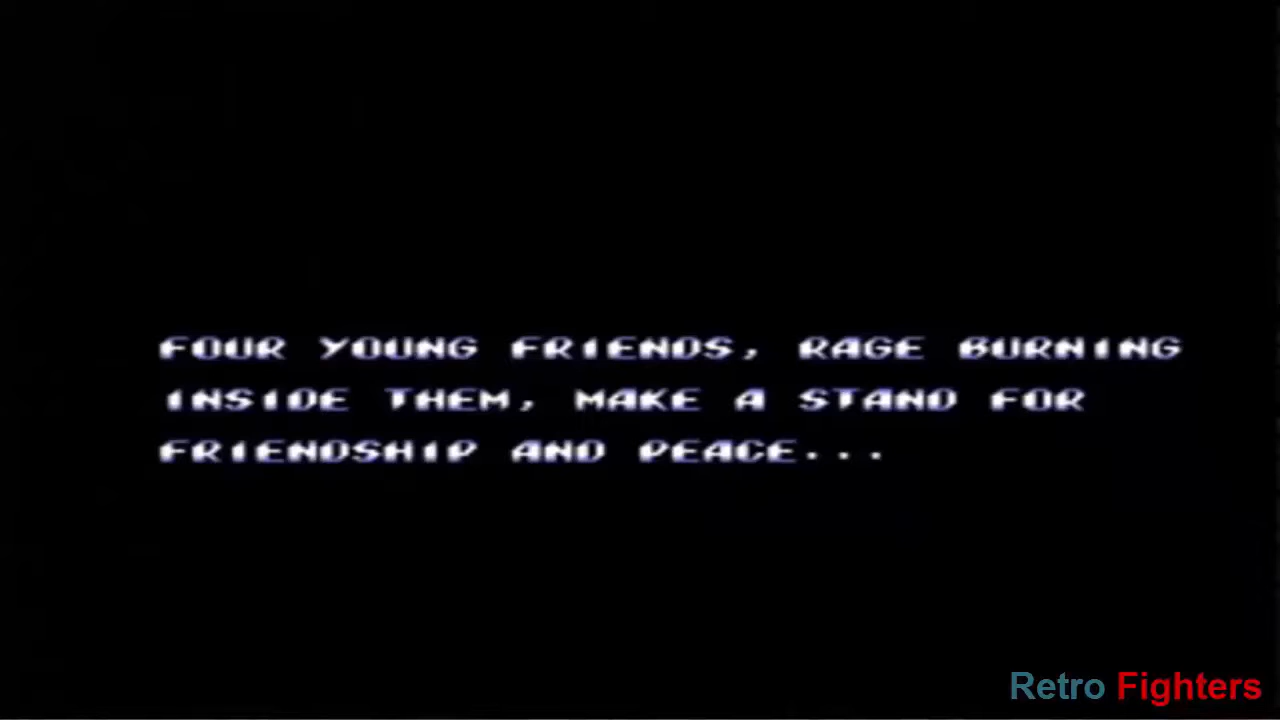 FOUR YOUNG FRIENDS, RAGE BURNING
INSIDE THEM, MAKE A STAND FOR
FRIENDSHIP AND PEACE...
Retro Fighters